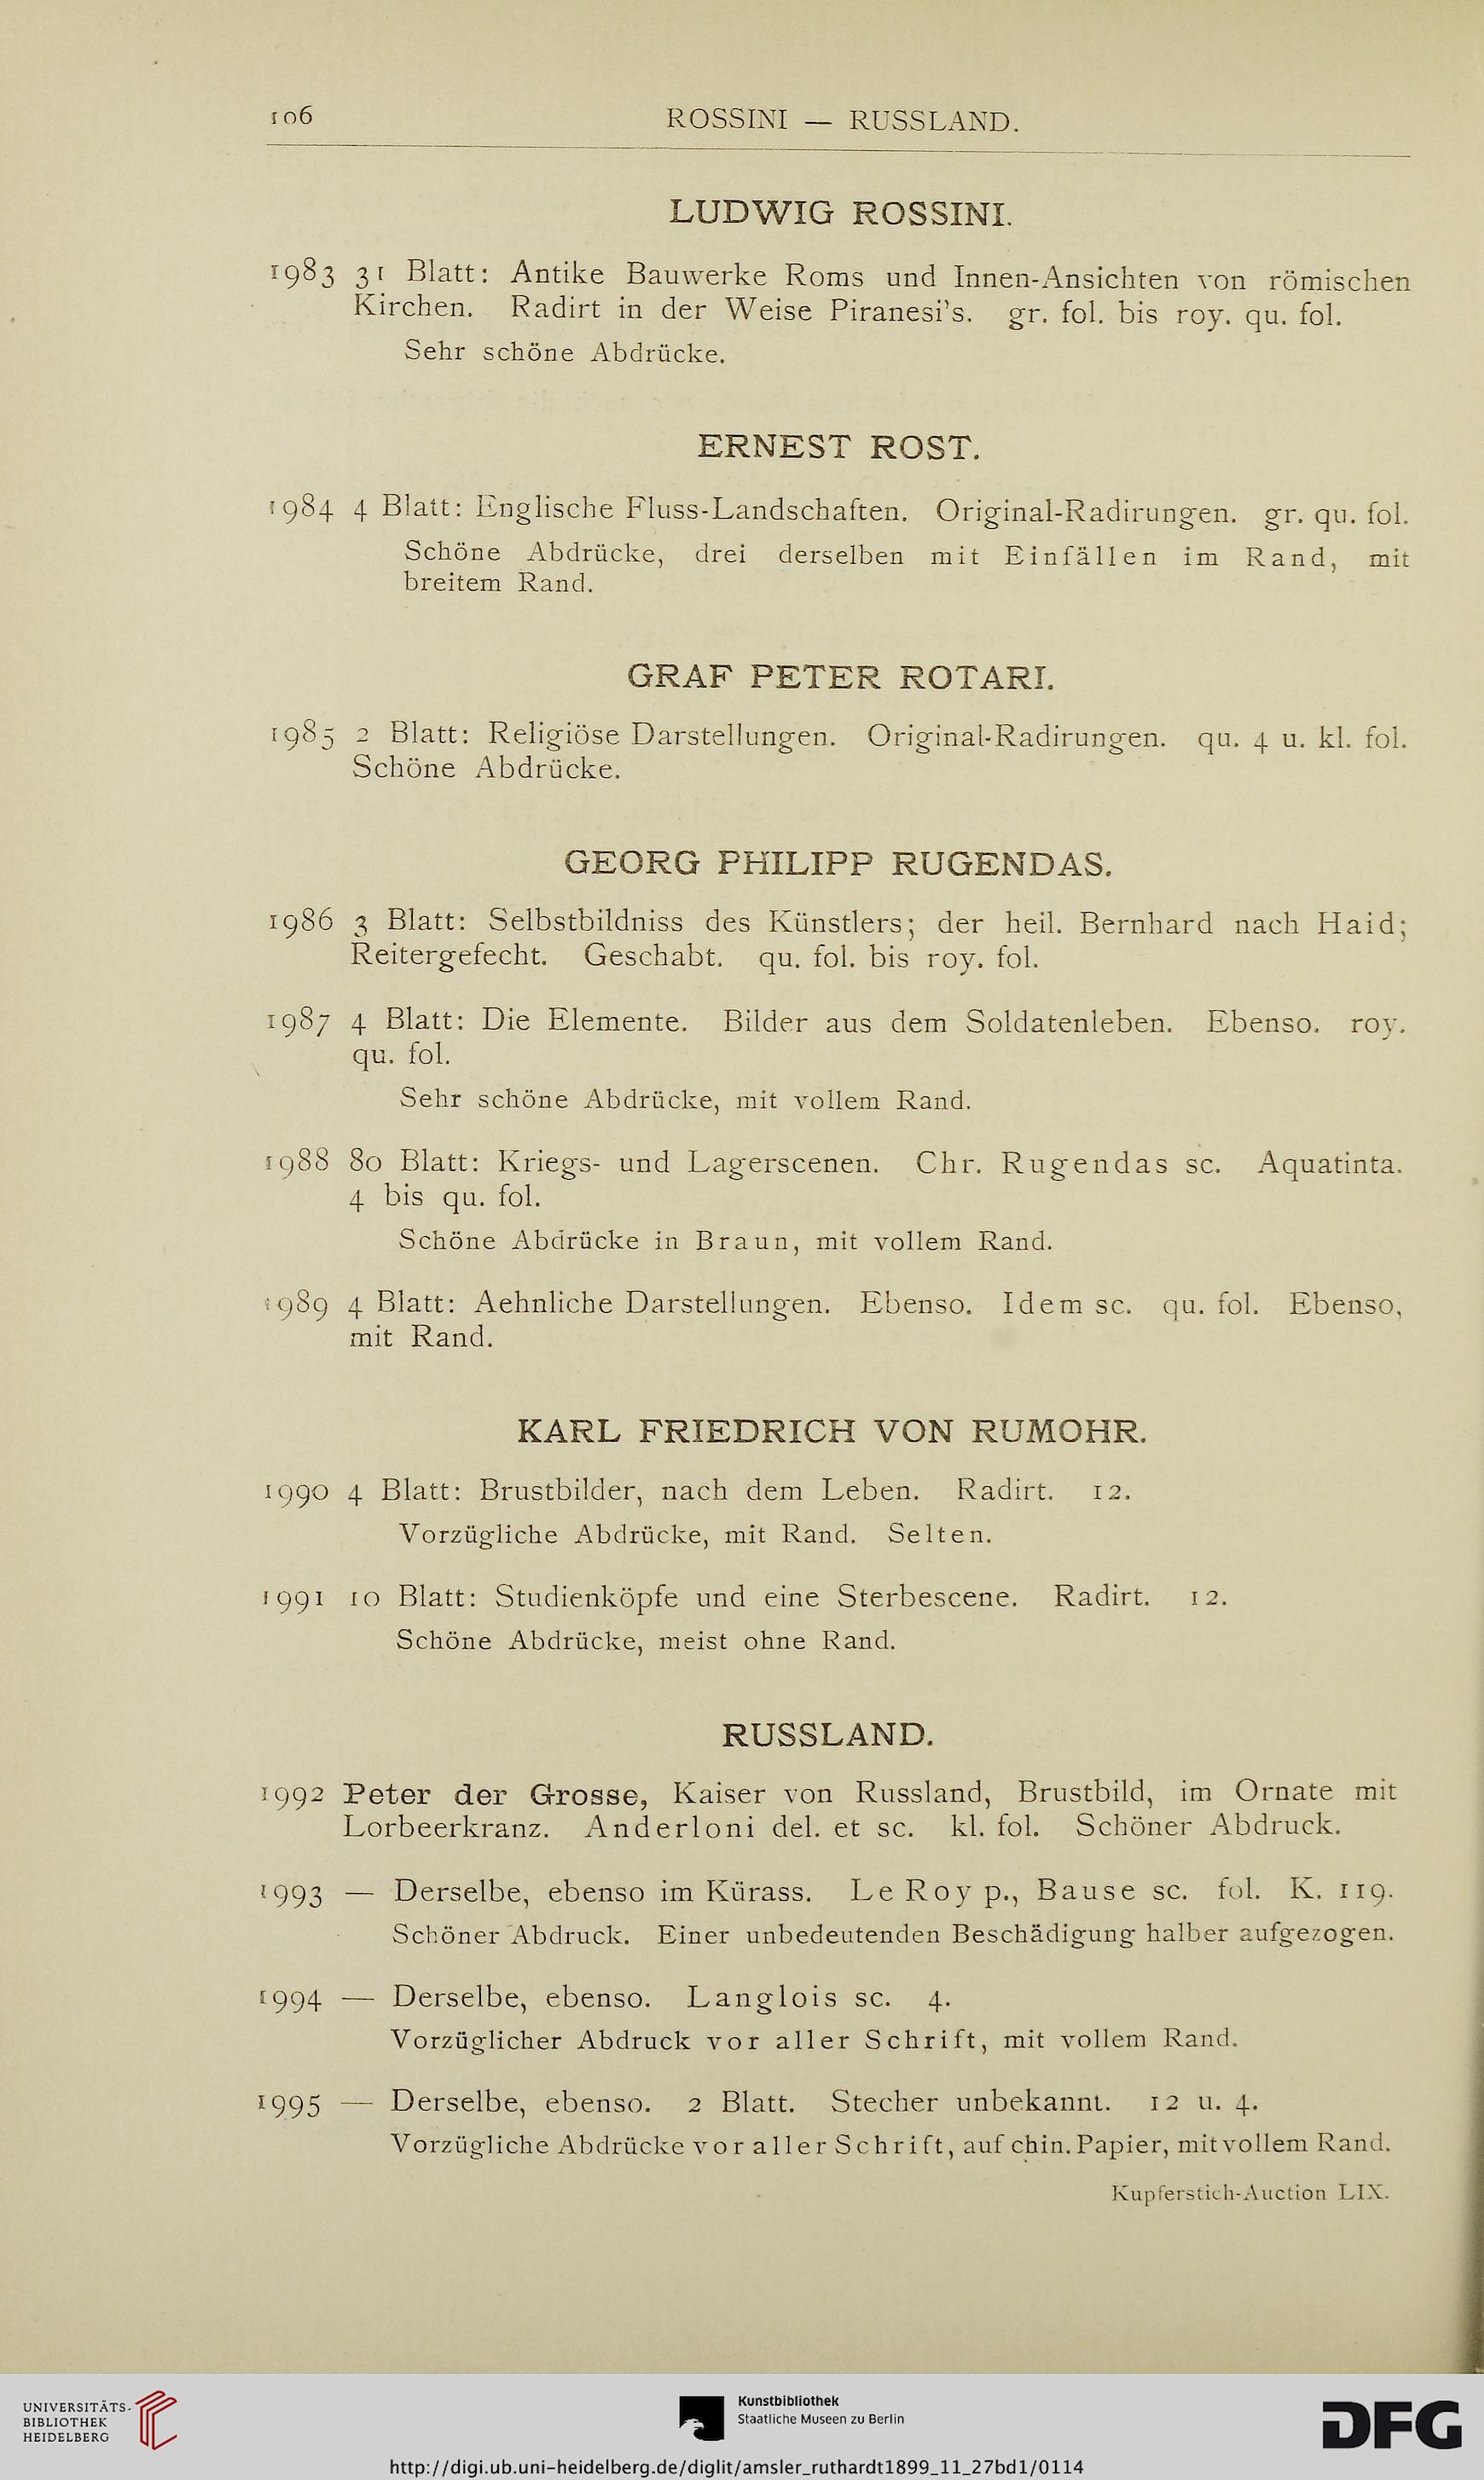 106
ROSSINI — RUSSLAND.
LUDWIG ROSSINI.
1983 31 Blatt: Antike Bauwerke Roms und Innen-Ansichten von römischen
Kirchen. Radirt in der Weise Piranesi's. gr. fol. bis roy. qu. fol.
Sehr schöne Abdrücke.
ERNEST ROST.
1984 4 Blatt: Englische Fluss-Landschaften. Original-Radirungen. gr. qu. fol.
Schöne Abdrücke, drei derselben mit Einfällen im Rand, mit
breitem Rand.
GRAF PETER ROTARI.
1985 2 Blatt: Religiöse Darstellungen. Original-Radirungen. qu. 4 u. kl. fol.
Schöne Abdrücke.
GEORG PHILIPP RUGENDAS.
1986 3 Blatt: Selbstbildniss des Künstlers; der heil. Bernhard nach Haid;
Reitergefecht. Geschabt. qu. fol. bis roy. fol.
1987 4 Blatt: Die Elemente. Bilder aus dem Soldatenleben. Ebenso. roy.
qu. fol.
Sehr schöne Abdrücke, mit vollem Rand.
1988 80 Blatt: Kriegs- und Lagerscenen. Chr. Rugendas sc. Aquatinta.
4 bis qu. fol.
Schöne Abdrücke in Braun, mit vollem Rand.
1989 4 Blatt: Aehnliche Darstellungen. Ebenso. Idem sc. qu. fol. Ebenso,
mit Rand.
KARL FRIEDRICH VON RUMOHR.
1990 4 Blatt: Brustbilder, nach dem Leben. Radirt. 12.
Vorzügliche Abdrücke, mit Rand. Selten.
1991 10 Blatt: Studienköpfe und eine Sterbescene. Radirt. 12.
Schöne Abdrücke, meist ohne Rand.
RUSSLAND.
1992 Peter der Grosse, Kaiser von Russland, Brustbild, im Ornate mit
Lorbeerkranz. Anderloni del. et sc. kl. fol. Schöner Abdruck.
1993 — Derselbe, ebenso im Kürass. Le Roy p., Bause sc. fol. K. 119.
Schöner Abdruck. Einer unbedeutenden Beschädigung halber aufgezogen.
1994 — Derselbe, ebenso. Langlois sc. 4.
Vorzüglicher Abdruck vor aller Schrift, mit vollem Rand.
1995 — Derselbe, ebenso. 2 Blatt. Stecher unbekannt. 12 u. 4.
Vorzügliche Abdrücke vor aller Schrift, auf chin. Papier, mit vollem Rand.
Kupferstich-Auction LIX.
UNIVERSITÄTS-
BIBLIOTHEK
HEIDELBERG
Kunstbibliothek
Staatliche Museen zu Berlin
DFG
http://digi.ub.uni-heidelberg.de/diglit/amsler_ruthardt1899_11_27bd1/0114